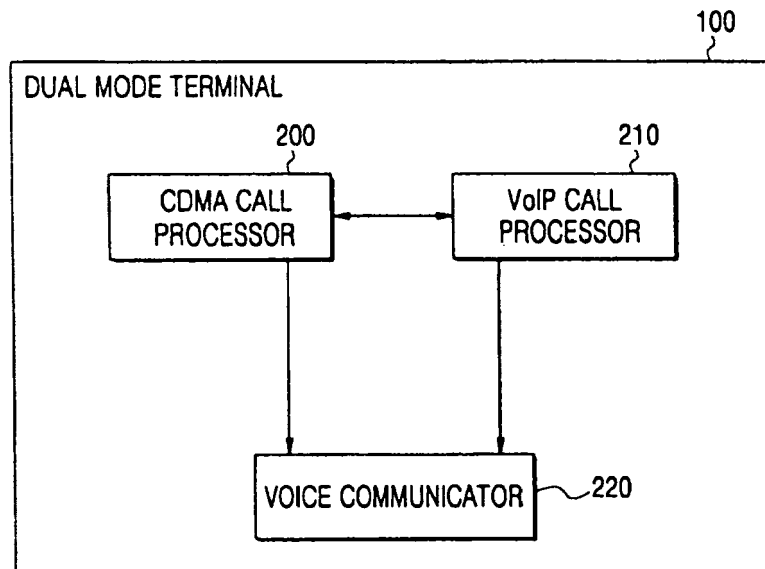 100
DUAL MODE TERMINAL
200
210
CDMA CALL
PROCESSOR
VoIP CALL
PROCESSOR
VOICE COMMUNICATOR
220